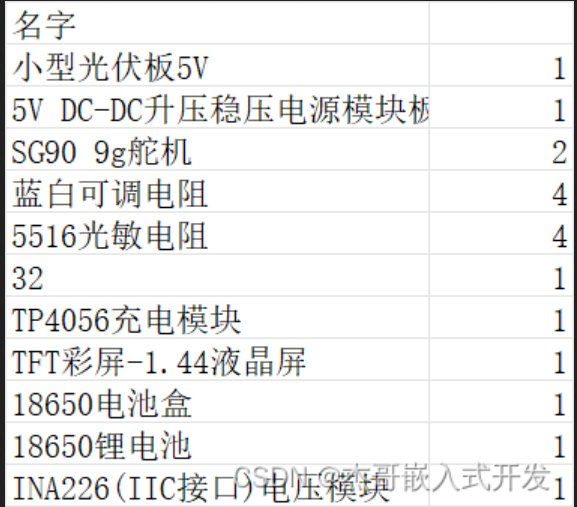 名字
小型光伏板5V 1
5V DC-DC升压稳压电源模块板 1
SG90 9g舵机 2
蓝白可调电阻 4
5516光敏电阻 4
32 1
TP4056充电模块 1
TFT彩屏-1.44液晶屏 1
18650电池盒 1
18650锂电池 1
INA226(IIC接口)电压模块 1
CSDN @杰哥嵌入式开发